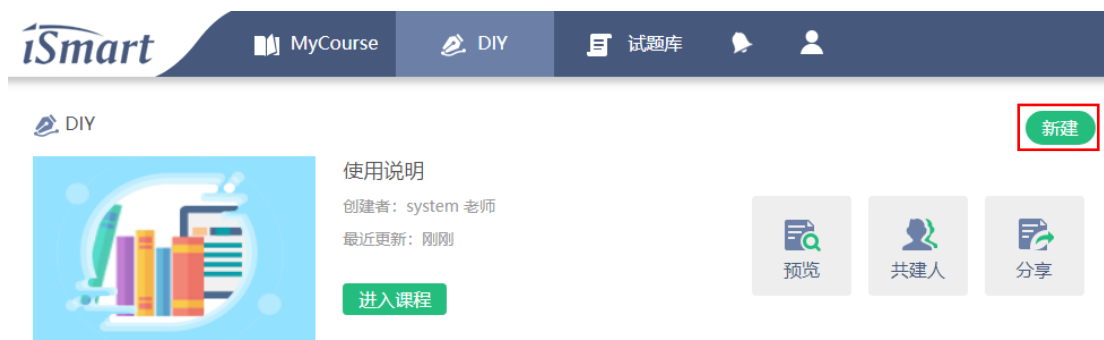 iSmart MyCourse DIY 试题库
DIY 新建
使用说明
创建者：system 老师
最近更新：刚刚
预览 共建人 分享
进入课程